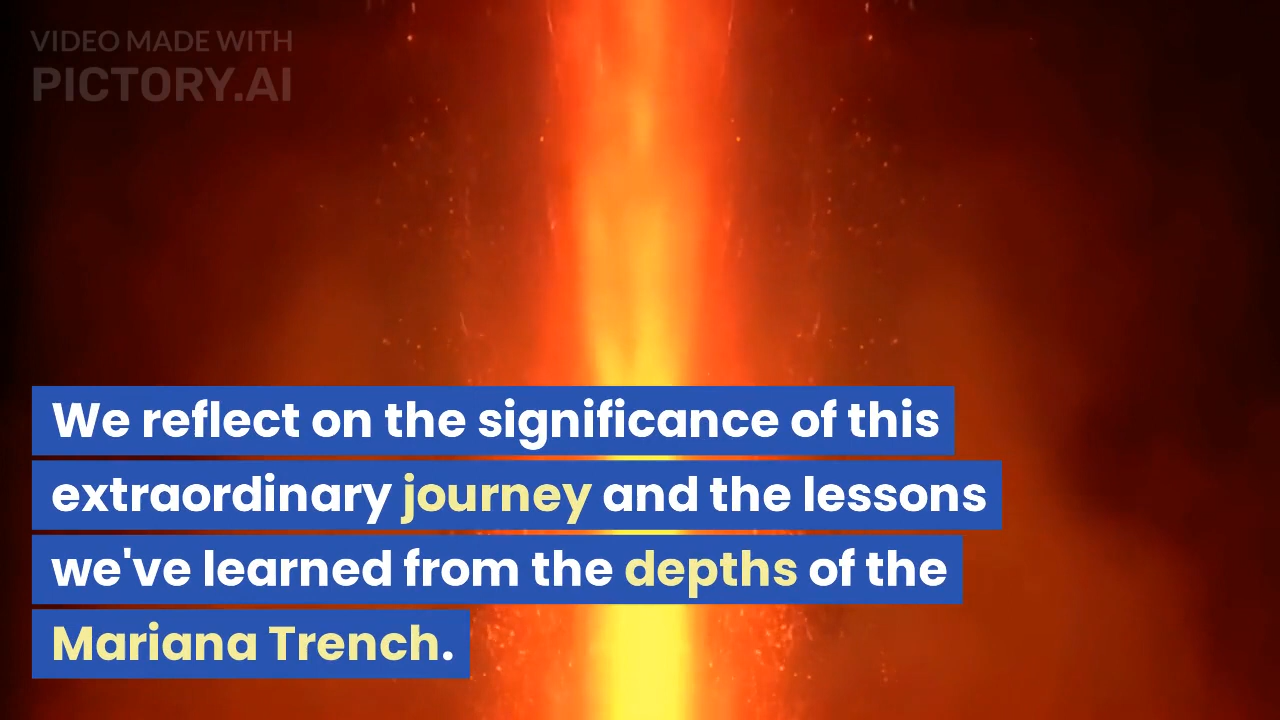 VIDEO MADE WITH
PICTORY.AI
We reflect on the significance of this
extraordinary journey and the lessons
we've learned from the depths of the
Mariana Trench.